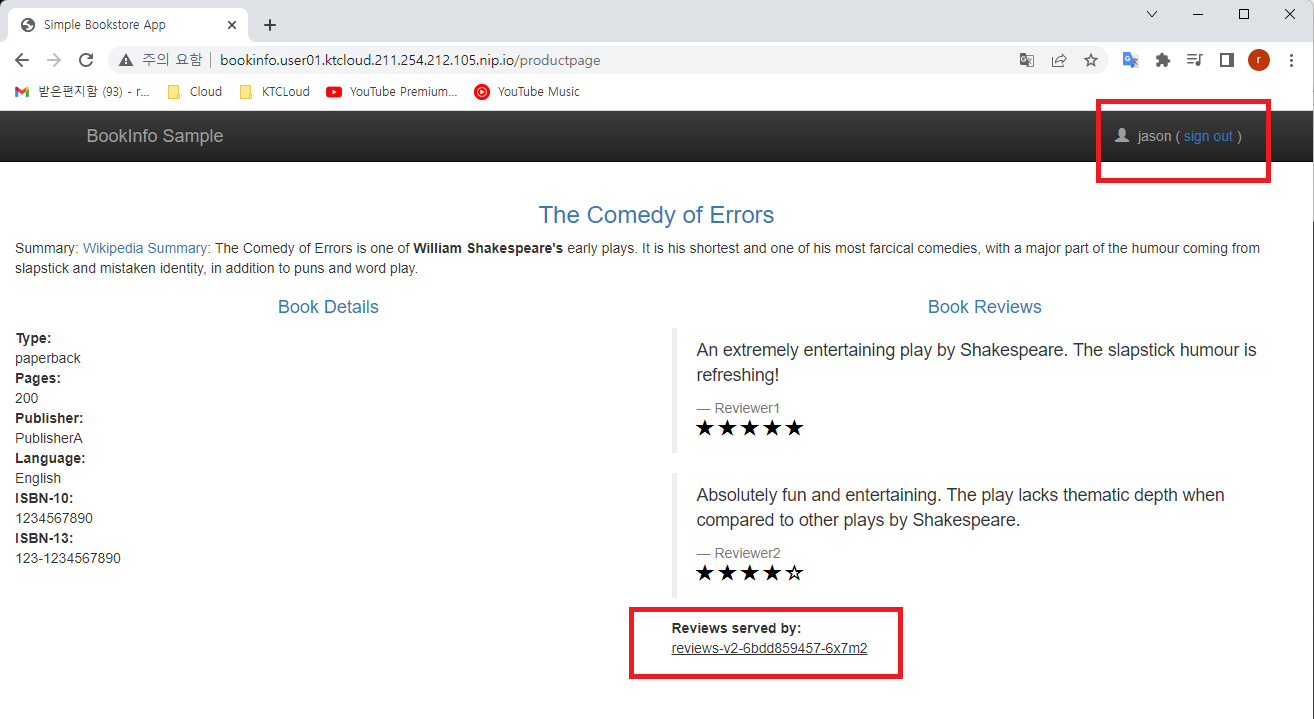 Simple Bookstore App
주의 요함 | bookinfo.user01.ktcloud.211.254.212.105.nip.io/productpage
r
받은편지함 (93) - r... Cloud KTCLoud YouTube Premium... YouTube Music
BookInfo Sample
jason ( sign out )
The Comedy of Errors
Summary: Wikipedia Summary: The Comedy of Errors is one of William Shakespeare's early plays. It is his shortest and one of his most farcical comedies, with a major part of the humour coming from
slapstick and mistaken identity, in addition to puns and word play.
Book Details
Type:
paperback
Pages:
200
Publisher:
PublisherA
Language:
English
ISBN-10:
1234567890
ISBN-13:
123-1234567890
Book Reviews
An extremely entertaining play by Shakespeare. The slapstick humour is
refreshing!
— Reviewer1
★★★★★
Absolutely fun and entertaining. The play lacks thematic depth when
compared to other plays by Shakespeare.
— Reviewer2
★★★★☆
Reviews served by:
reviews-v2-6bdd859457-6x7m2